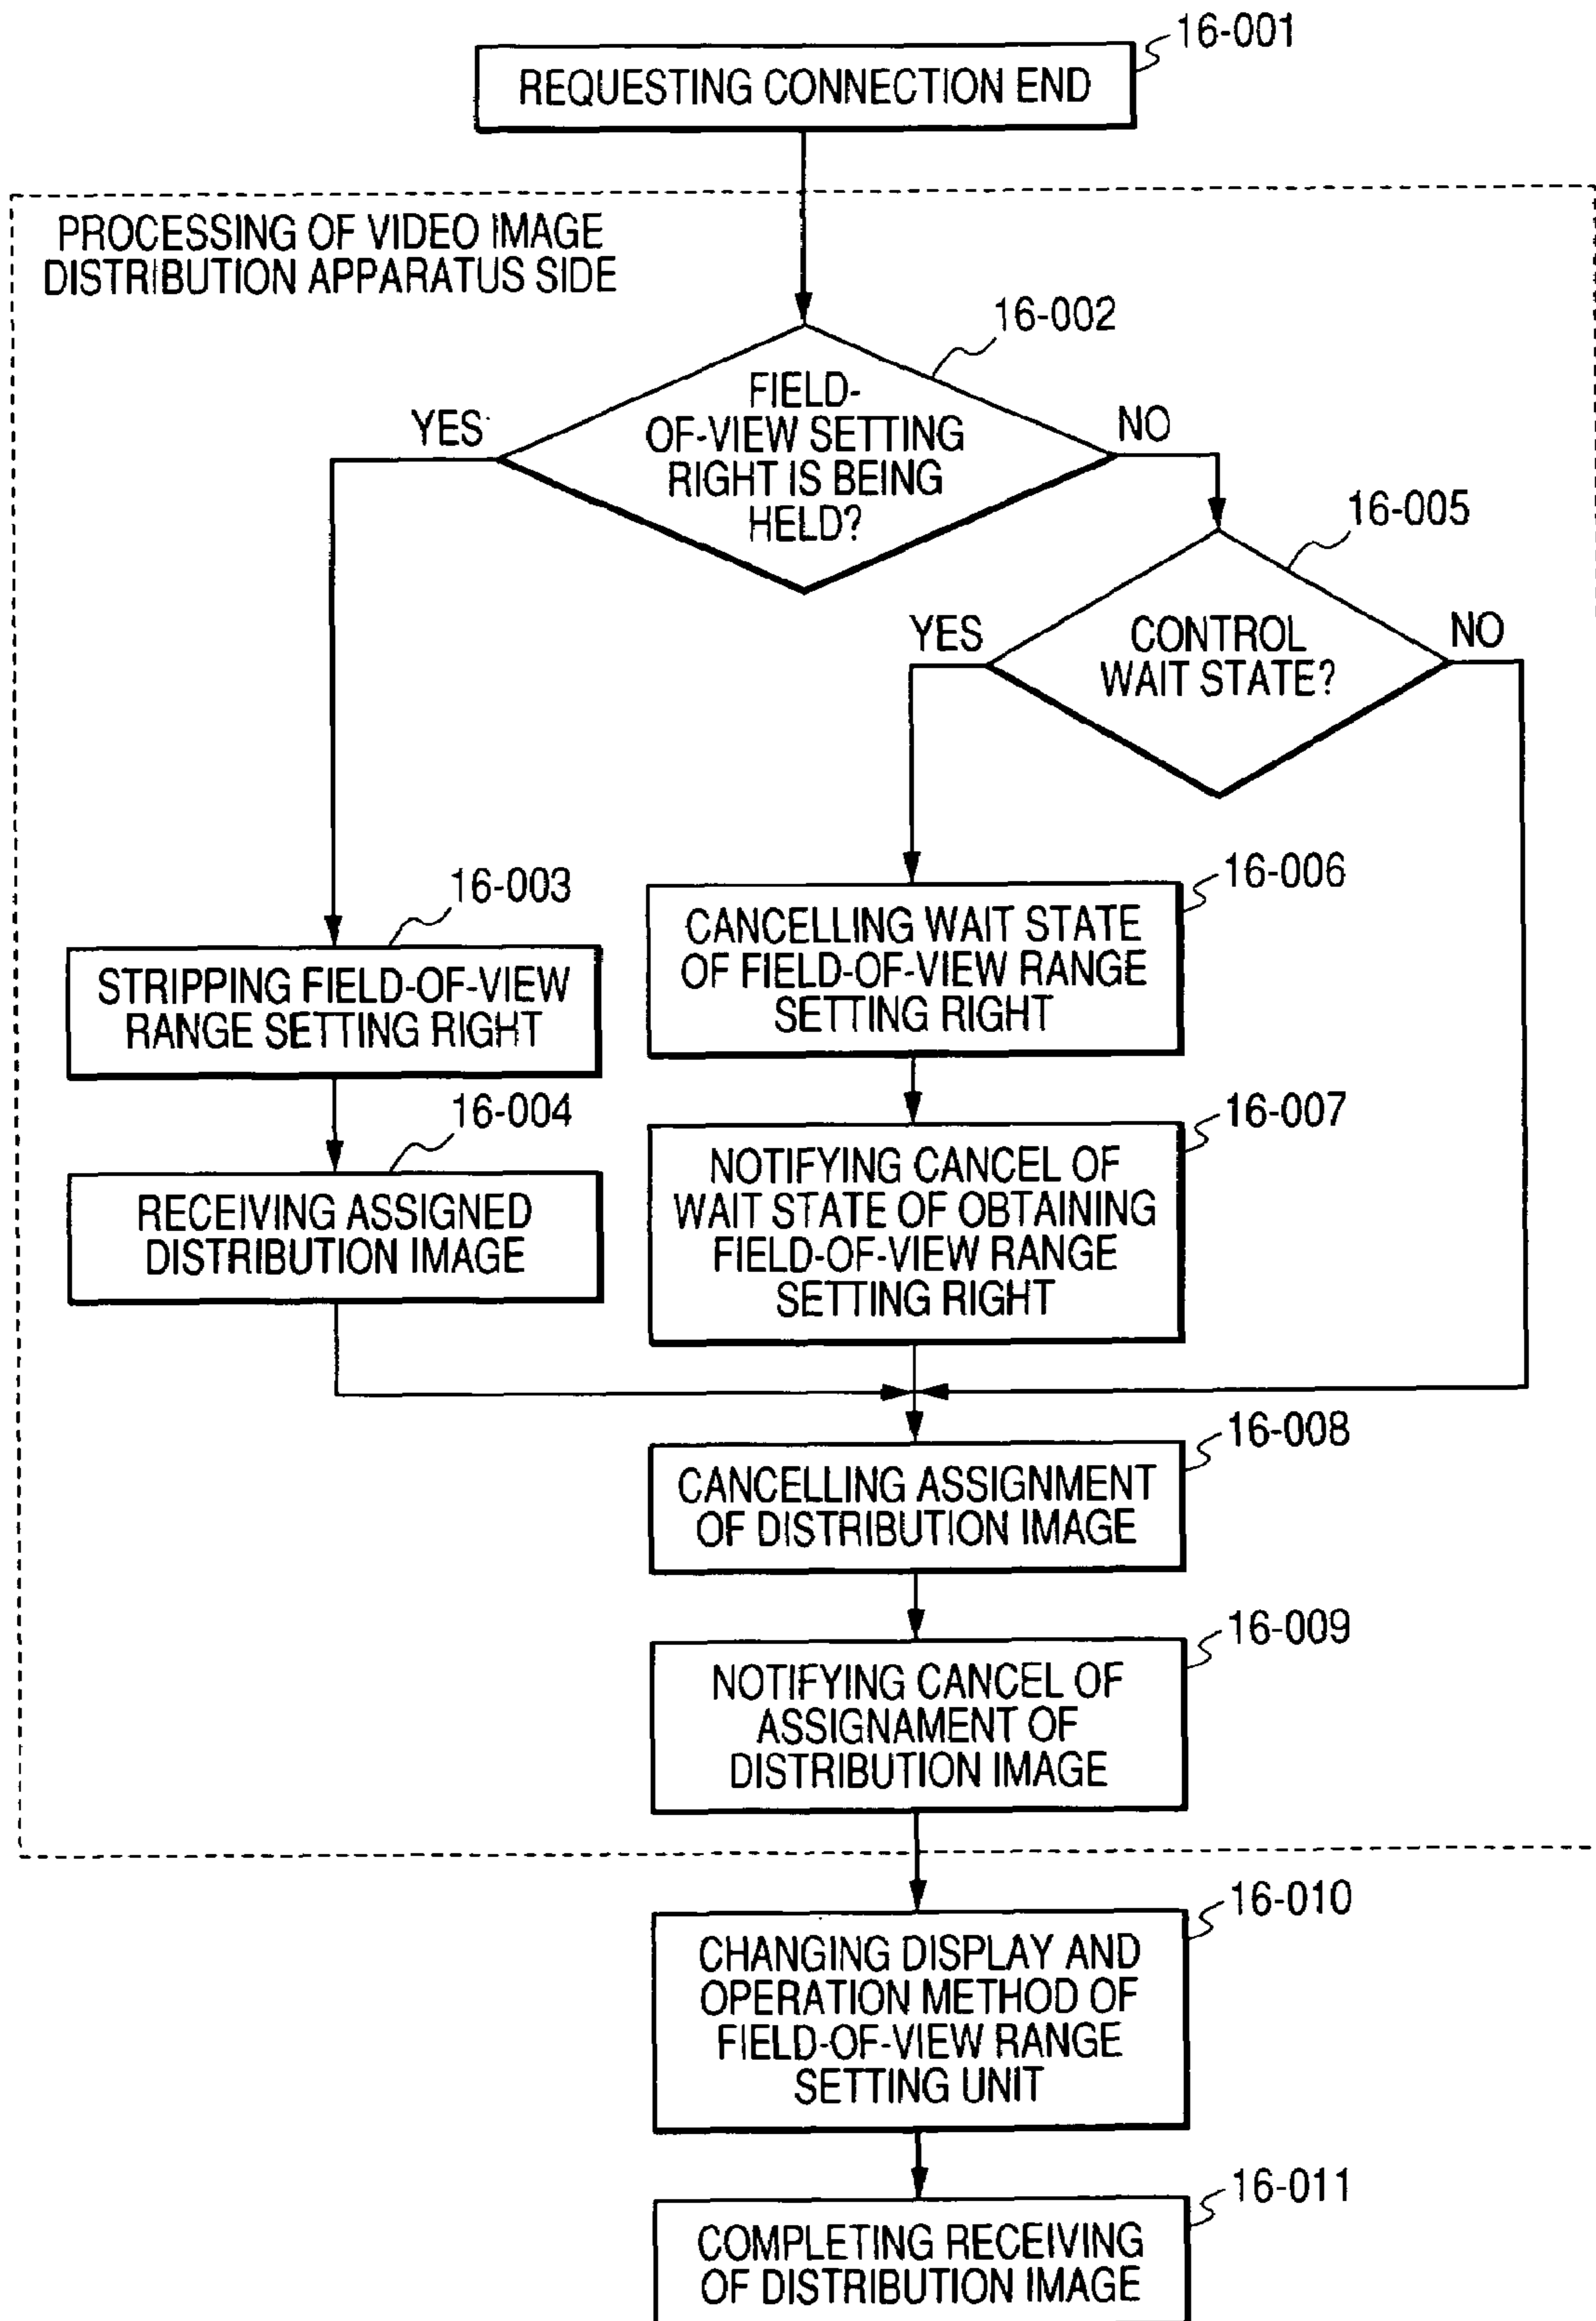 16-001
REQUESTING CONNECTION END
PROCESSING OF VIDEO IMAGE
DISTRIBUTION APPARATUS SIDE
16-002
FIELD-
OF-VIEW SETTING
RIGHT IS BEING
HELD?
YES
NO
16-005
CONTROL
WAIT STATE?
YES
NO
16-003
STRIPPING FIELD-OF-VIEW
RANGE SETTING RIGHT
16-004
RECEIVING ASSIGNED
DISTRIBUTION IMAGE
16-006
CANCELLING WAIT STATE
OF FIELD-OF-VIEW RANGE
SETTING RIGHT
16-007
NOTIFYING CANCEL OF
WAIT STATE OF OBTAINING
FIELD-OF-VIEW RANGE
SETTING RIGHT
16-008
CANCELLING ASSIGNMENT
OF DISTRIBUTION IMAGE
16-009
NOTIFYING CANCEL OF
ASSIGNAMENT OF
DISTRIBUTION IMAGE
16-010
CHANGING DISPLAY AND
OPERATION METHOD OF
FIELD-OF-VIEW RANGE
SETTING UNIT
16-011
COMPLETING RECEIVING
OF DISTRIBUTION IMAGE